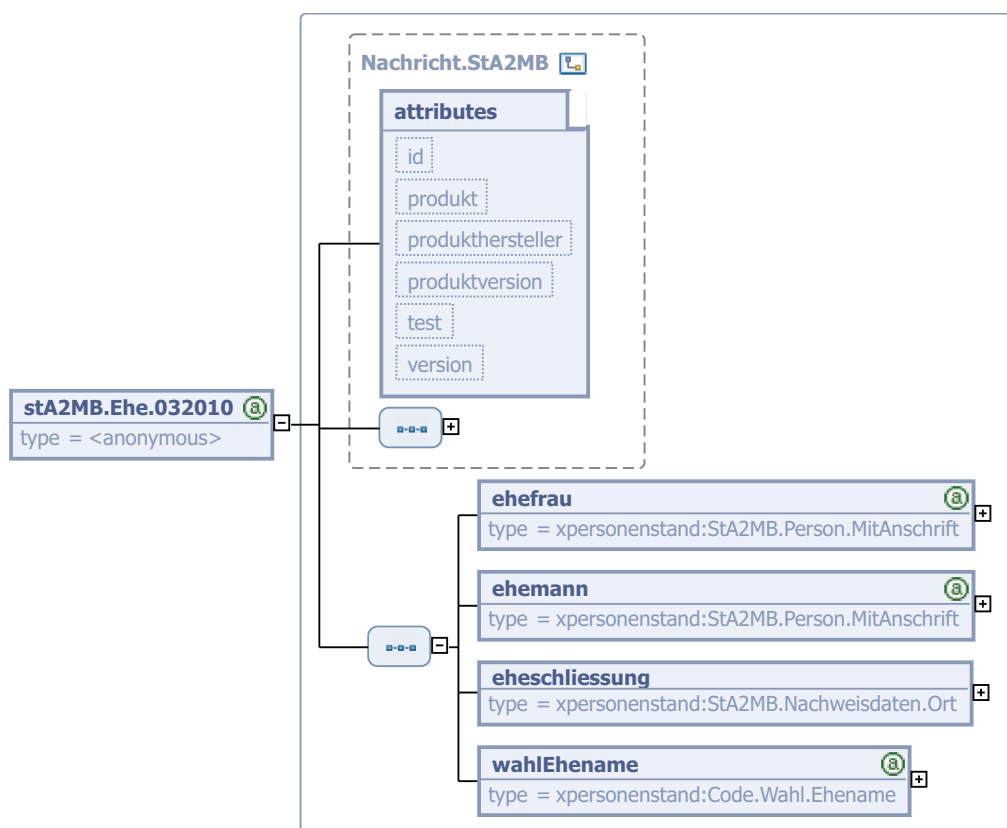 Nachricht.StA2MB
attributes
id
produkt
produkthersteller
produktversion
test
version
stA2MB.Ehe.032010 @
type = <anonymous>
ehefrau @
type = xpersonenstand:StA2MB.Person.MitAnschrift
ehemann @
type = xpersonenstand:StA2MB.Person.MitAnschrift
eheschliessung
type = xpersonenstand:StA2MB.Nachweisdaten.Ort
wahlEhename @
type = xpersonenstand:Code.Wahl.Ehename